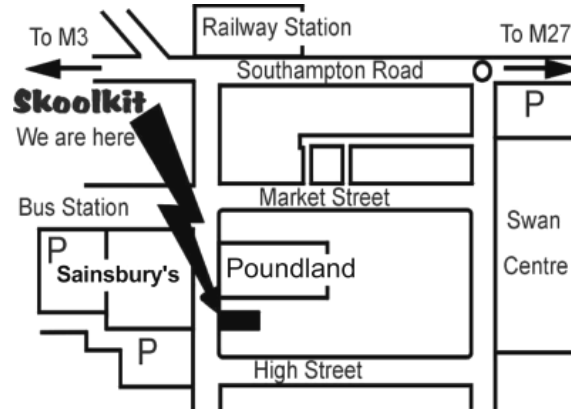 Railway Station
To M3
To M27
Southampton Road
Skoolkit
P
We are here
Market Street
Bus Station
Swan
P
Centre
Sainsbury's
Poundland
P
High Street